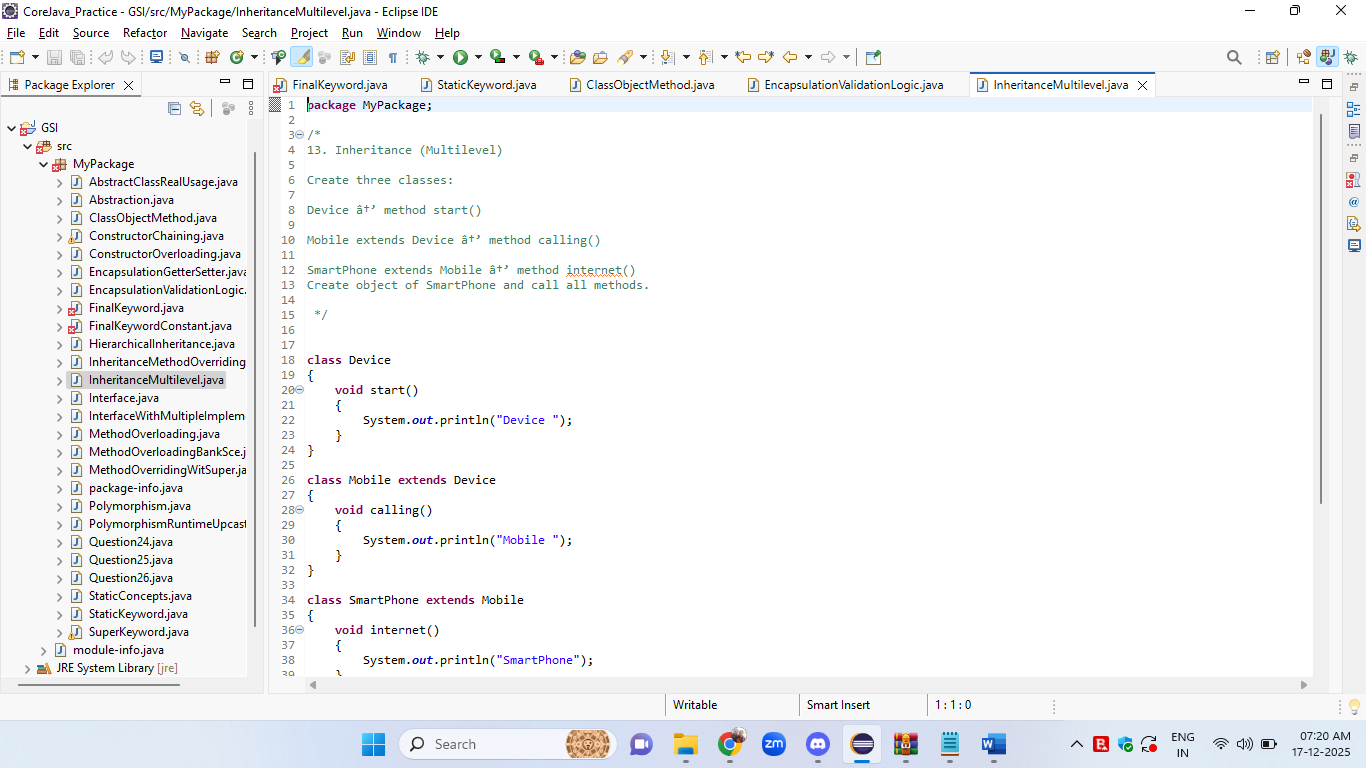 CoreJava_Practice - GSI/src/MyPackage/InheritanceMultilevel.java - Eclipse IDE
File Edit Source Refactor Navigate Search Project Run Window Help
Package Explorer
FinalKeyword.java StaticKeyword.java ClassObjectMethod.java EncapsulationValidationLogic.java InheritanceMultilevel.java
GSI
src
MyPackage
AbstractClassRealUsage.java
Abstraction.java
ClassObjectMethod.java
ConstructorChaining.java
ConstructorOverloading.java
EncapsulationGetterSetter.java
EncapsulationValidationLogic.
FinalKeyword.java
FinalKeywordConstant.java
HierarchicalInheritance.java
InheritanceMethodOverriding
InheritanceMultilevel.java
Interface.java
InterfaceWithMultipleImplem
MethodOverloading.java
MethodOverloadingBankSce.j
MethodOverridingWitSuper.ja
package-info.java
Polymorphism.java
PolymorphismRuntimeUpcast
Question24.java
Question25.java
Question26.java
StaticConcepts.java
StaticKeyword.java
SuperKeyword.java
module-info.java
JRE System Library [jre]
1 package MyPackage;
2
3 /*
4 13. Inheritance (Multilevel)
5
6 Create three classes:
7
8 Device â†’ method start()
9
10 Mobile extends Device â†’ method calling()
11
12 SmartPhone extends Mobile â†’ method internet()
13 Create object of SmartPhone and call all methods.
14
15 */
16
17
18 class Device
19 {
20 void start()
21 {
22 System.out.println("Device ");
23 }
24 }
25
26 class Mobile extends Device
27 {
28 void calling()
29 {
30 System.out.println("Mobile ");
31 }
32 }
33
34 class SmartPhone extends Mobile
35 {
36 void internet()
37 {
38 System.out.println("SmartPhone");
39 }
Writable Smart Insert 1 : 1 : 0
Search
zm
ENG
IN
07:20 AM
17-12-2025